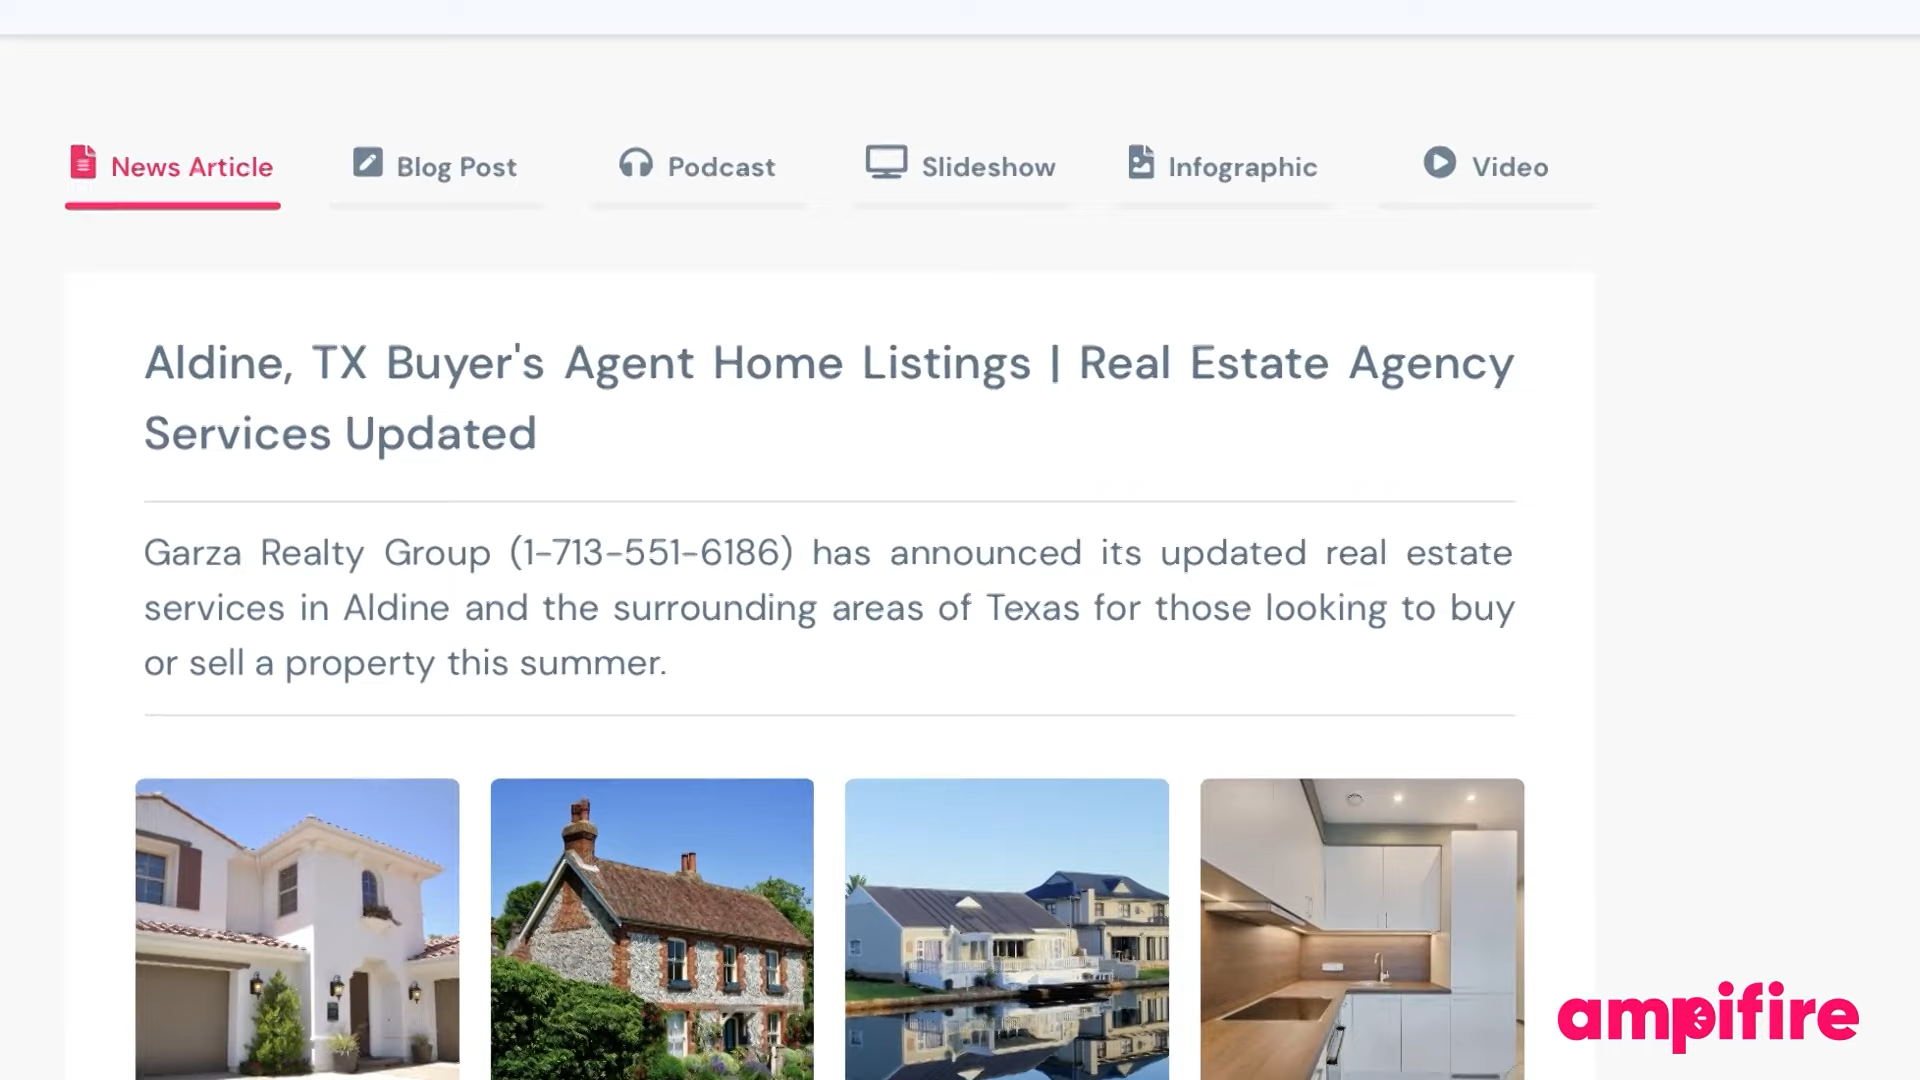 News Article
Blog Post
Podcast
Slideshow
Infographic
Video
Aldine, TX Buyer's Agent Home Listings | Real Estate Agency
Services Updated
Garza Realty Group (1-713-551-6186) has announced its updated real estate
services in Aldine and the surrounding areas of Texas for those looking to buy
or sell a property this summer.
ampifire